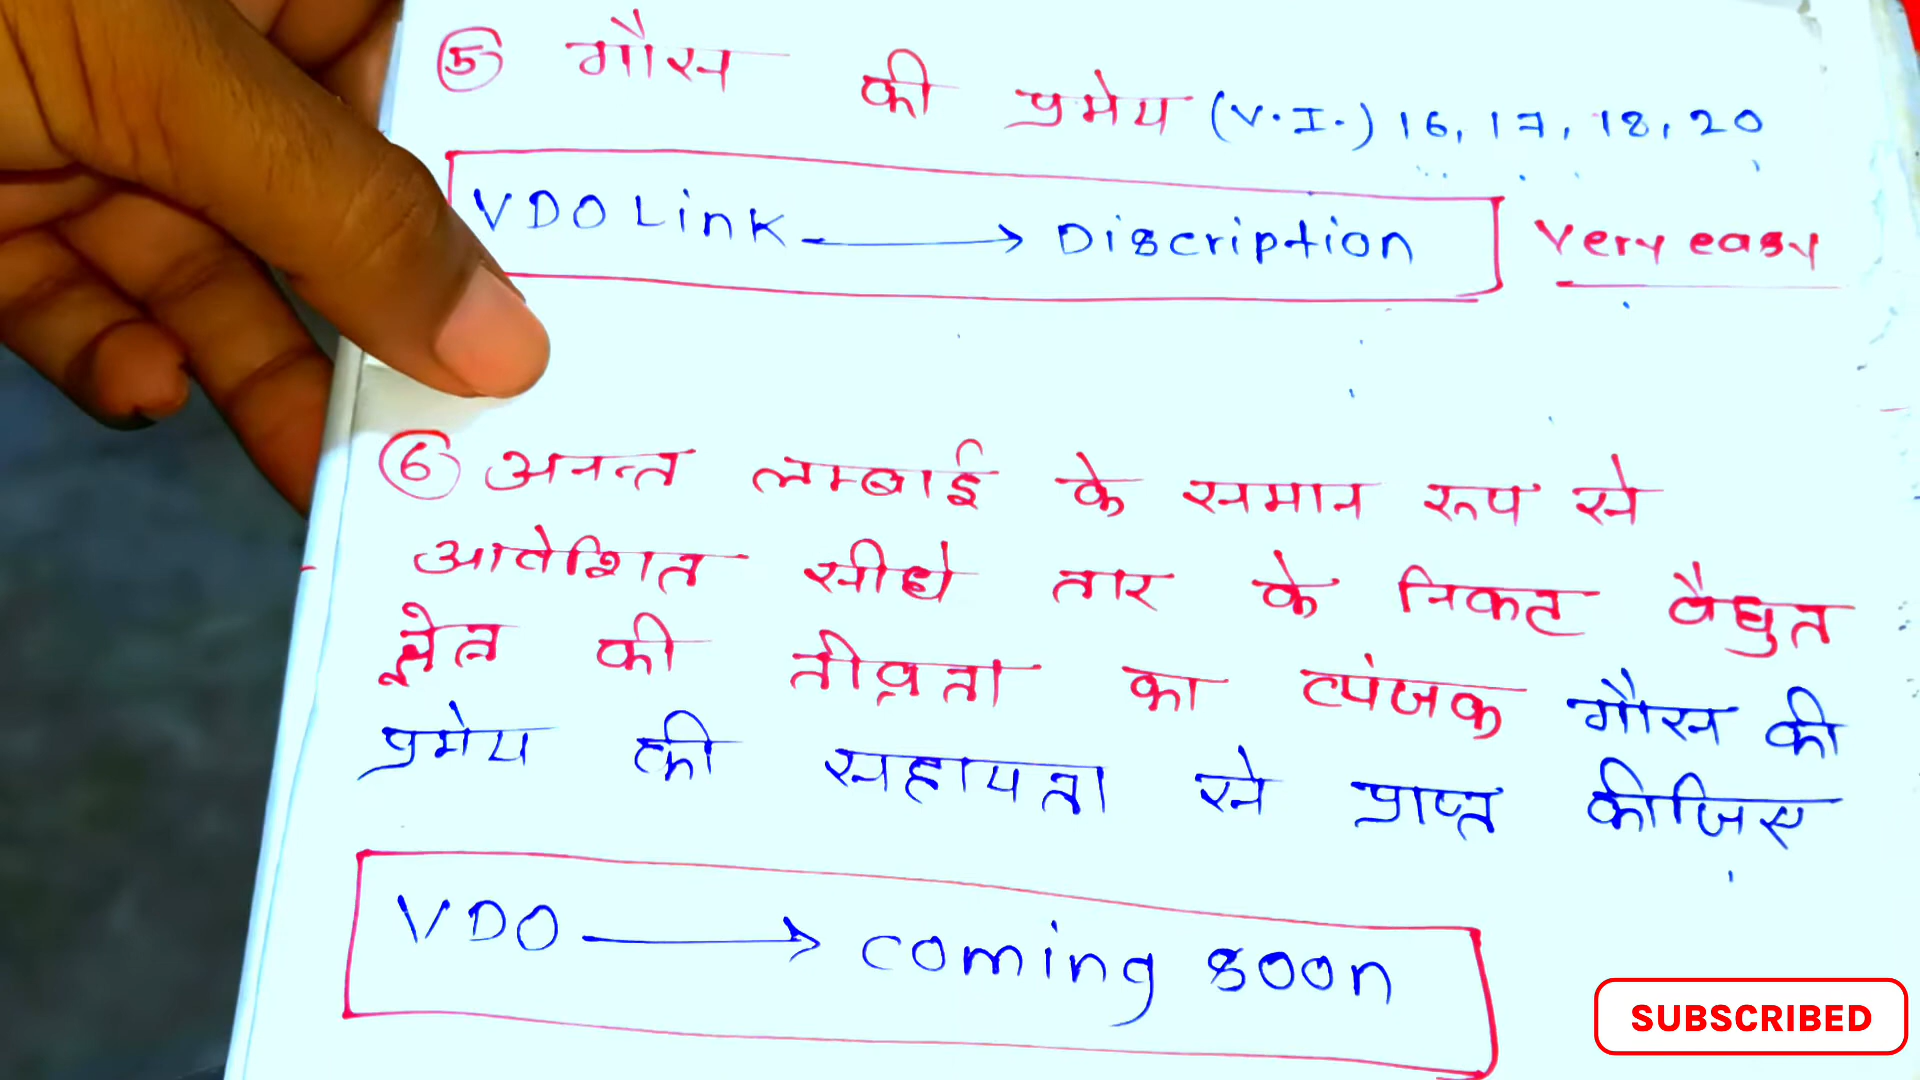 ⑤ गौस की प्रमेय (V.I.) 16, 17, 18, 20
VDO Link → Discription Very easy
⑥ अनन्त लम्बाई के समान रूप से
आवेशित सीधे तार के निकट वैधुत
क्षेत्र की तीव्रता का व्यंजक गौस की
प्रमेय की सहायता से प्राप्त कीजिए
VDO → coming soon
SUBSCRIBED